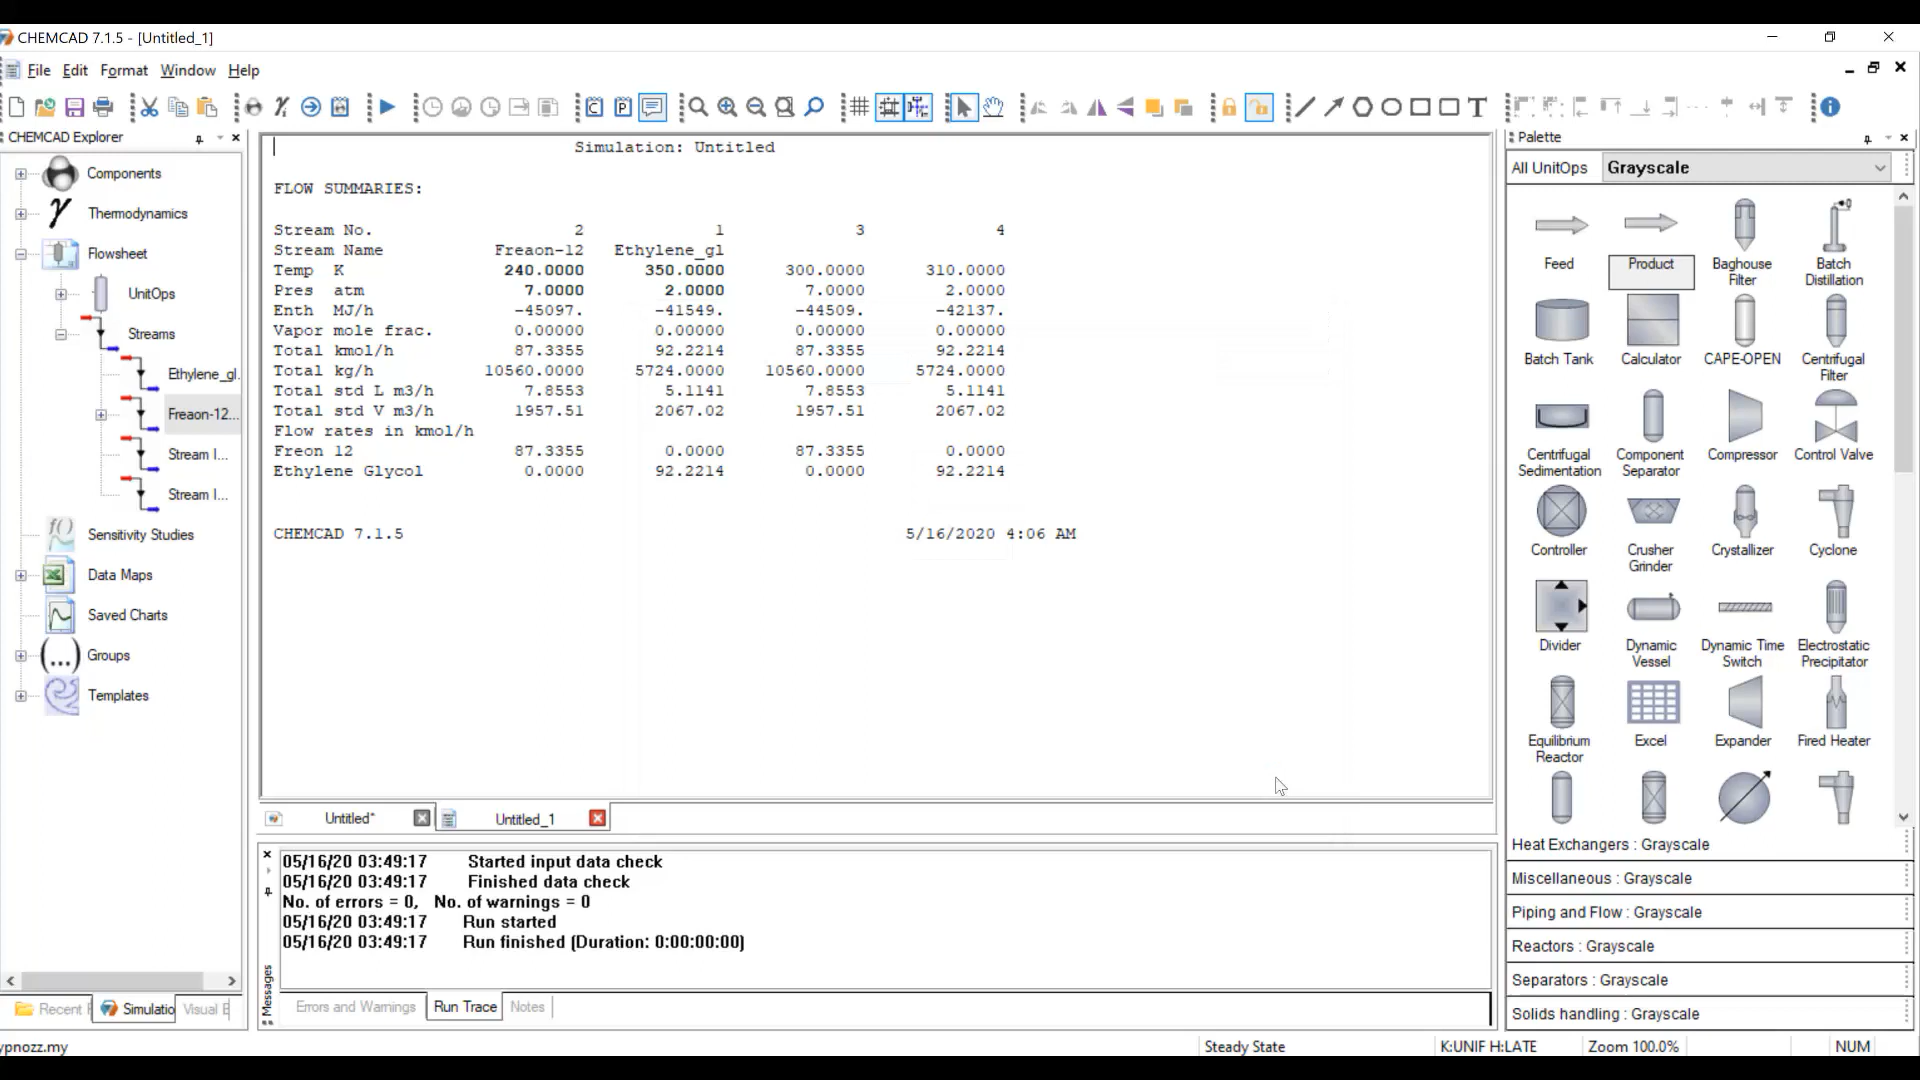 CHEMCAD 7.1.5 - [Untitled_1]
File Edit Format Window Help
CHEMCAD Explorer
Components
Thermodynamics
Flowsheet
UnitOps
Streams
Ethylene_gl.
Freaon-12...
Stream I...
Stream I...
Sensitivity Studies
Data Maps
Saved Charts
Groups
Templates
Simulatio
Simulation: Untitled
FLOW SUMMARIES:
Stream No. 2 1 3 4
Stream Name Freaon-12 Ethylene_gl
Temp K 240.0000 350.0000 300.0000 310.0000
Pres atm 7.0000 2.0000 7.0000 2.0000
Enth MJ/h -45097. -41549. -44509. -42137.
Vapor mole frac. 0.00000 0.00000 0.00000 0.00000
Total kmol/h 87.3355 92.2214 87.3355 92.2214
Total kg/h 10560.0000 5724.0000 10560.0000 5724.0000
Total std L m3/h 7.8553 5.1141 7.8553 5.1141
Total std V m3/h 1957.51 2067.02 1957.51 2067.02
Flow rates in kmol/h
Freon 12 87.3355 0.0000 87.3355 0.0000
Ethylene Glycol 0.0000 92.2214 0.0000 92.2214
CHEMCAD 7.1.5 5/16/2020 4:06 AM
Untitled* Untitled_1
05/16/20 03:49:17 Started input data check
05/16/20 03:49:17 Finished data check
No. of errors = 0, No. of warnings = 0
05/16/20 03:49:17 Run started
05/16/20 03:49:17 Run finished (Duration: 0:00:00:00)
Messages
Errors and Warnings Run Trace Notes
Palette
All UnitOps Grayscale
Feed Product Baghouse Filter Batch Distillation
Batch Tank Calculator CAPE-OPEN Centrifugal Filter
Centrifugal Sedimentation Component Separator Compressor Control Valve
Controller Crusher Grinder Crystallizer Cyclone
Divider Dynamic Vessel Dynamic Time Switch Electrostatic Precipitator
Equilibrium Reactor Excel Expander Fired Heater
Heat Exchangers : Grayscale
Miscellaneous : Grayscale
Piping and Flow : Grayscale
Reactors : Grayscale
Separators : Grayscale
Solids handling : Grayscale
Recent
Visual
ypnozz.my
Steady State K:UNIF H:LATE Zoom 100.0% NUM